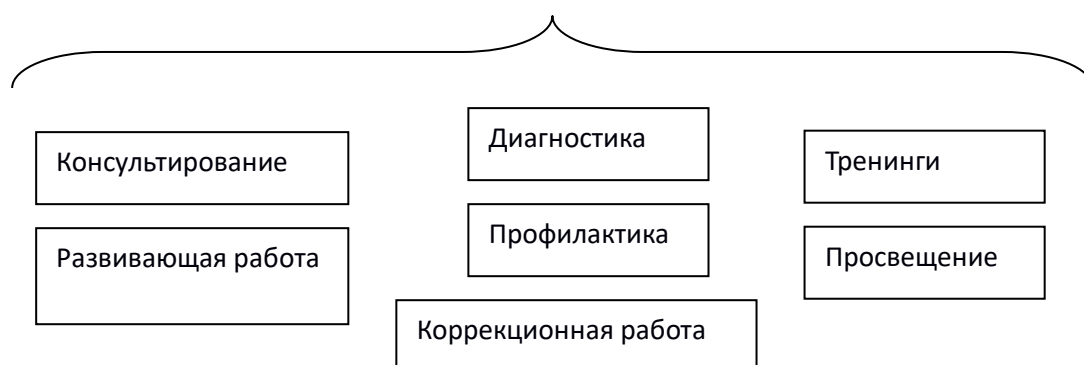 Диагностика
Консультирование
Тренинги
Профилактика
Развивающая работа
Просвещение
Коррекционная работа